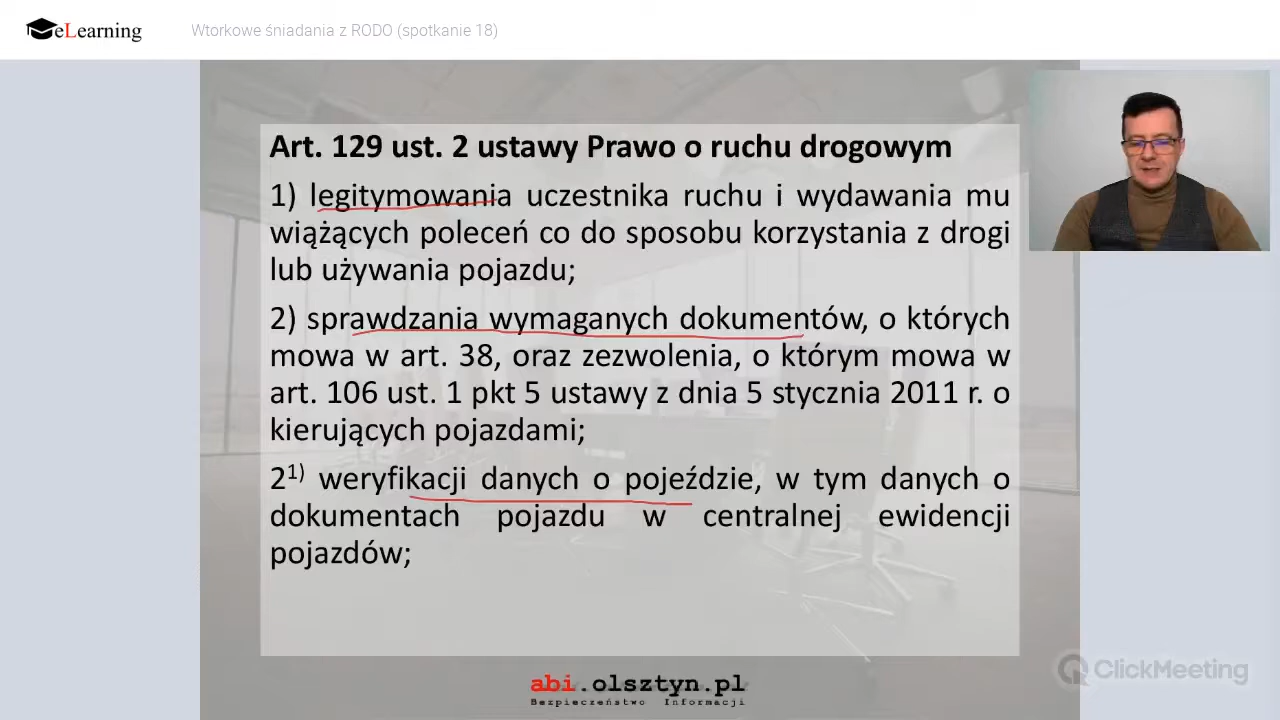 eLearning
Wtorkowe śniadania z RODO (spotkanie 18)
Art. 129 ust. 2 ustawy Prawo o ruchu drogowym
1) legitymowania uczestnika ruchu i wydawania mu
wiążących poleceń co do sposobu korzystania z drogi
lub używania pojazdu;
2) sprawdzania wymaganych dokumentów, o których
mowa w art. 38, oraz zezwolenia, o którym mowa w
art. 106 ust. 1 pkt 5 ustawy z dnia 5 stycznia 2011 r. o
kierujących pojazdami;
2¹⁾ weryfikacji danych o pojeździe, w tym danych o
dokumentach pojazdu w centralnej ewidencji
pojazdów;
abi.olsztyn.pl
Bezpieczeństwo Informacji
ClickMeeting